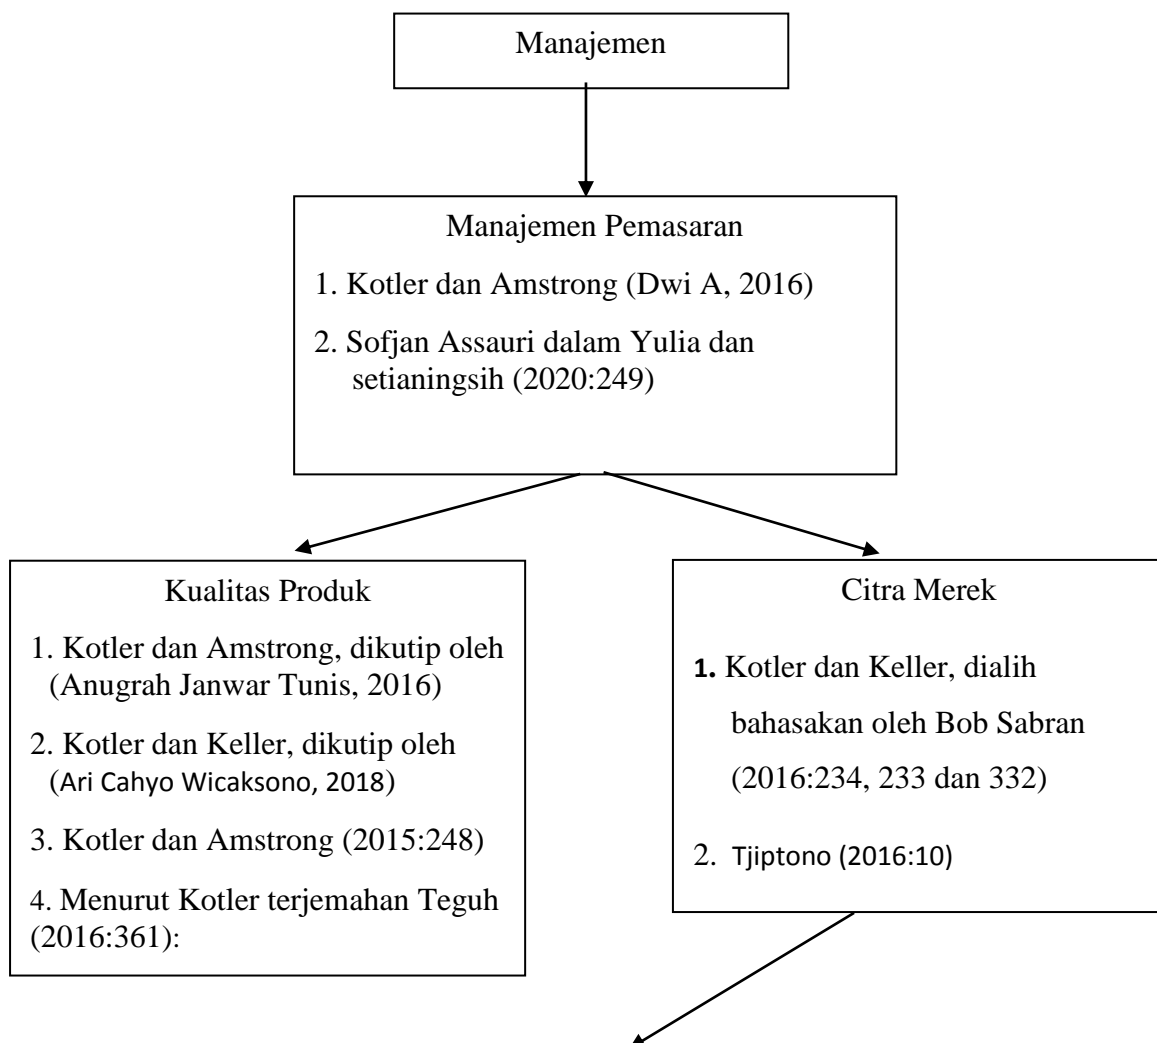 Manajemen
Manajemen Pemasaran
1. Kotler dan Amstrong (Dwi A, 2016)
2. Sofjan Assauri dalam Yulia dan
setianingsih (2020:249)
Kualitas Produk
1. Kotler dan Amstrong, dikutip oleh
(Anugrah Janwar Tunis, 2016)
2. Kotler dan Keller, dikutip oleh
(Ari Cahyo Wicaksono, 2018)
3. Kotler dan Amstrong (2015:248)
4. Menurut Kotler terjemahan Teguh
(2016:361):
Citra Merek
1. Kotler dan Keller, dialih
bahasakan oleh Bob Sabran
(2016:234, 233 dan 332)
2. Tjiptono (2016:10)